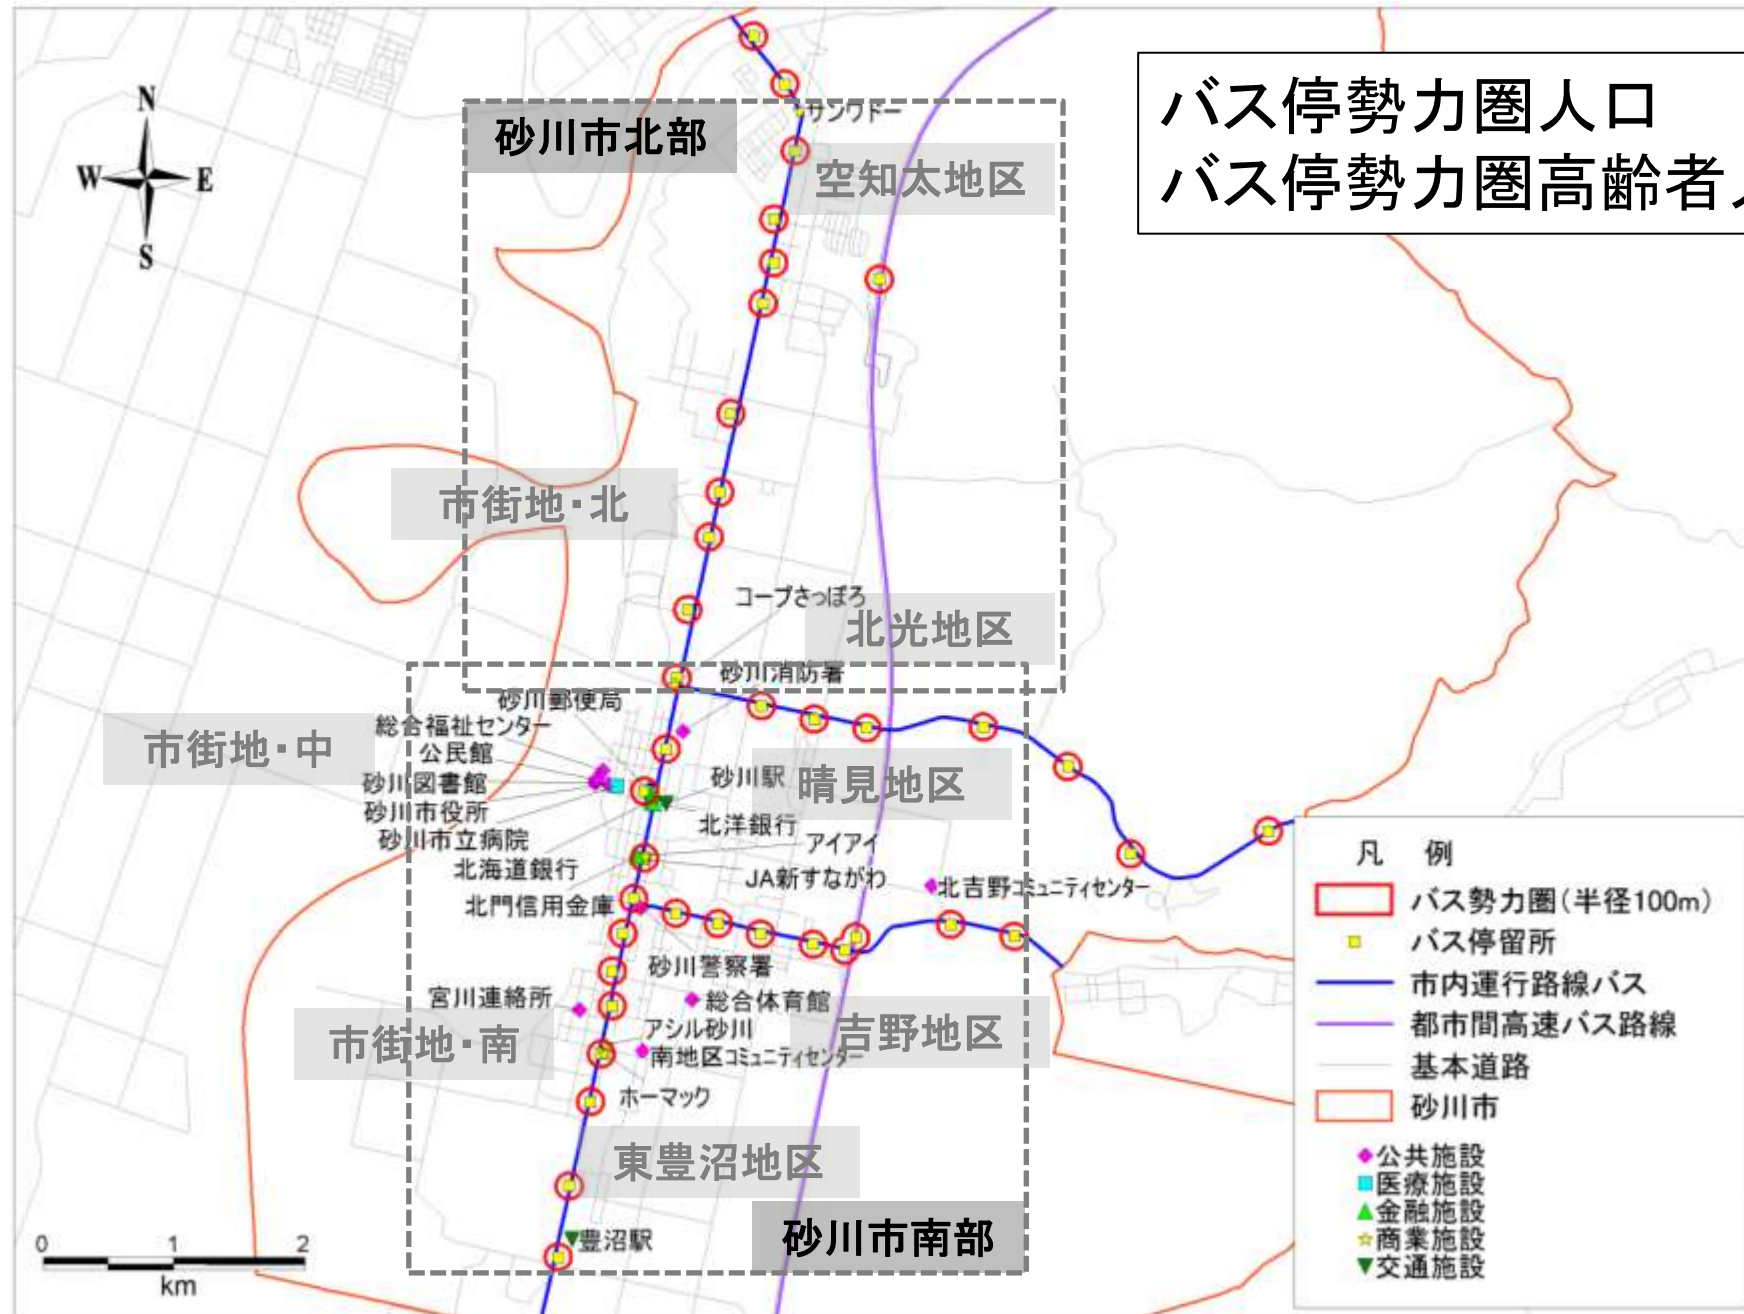 N
W E
S
バス停勢力圏人口
バス停勢力圏高齢者
砂川市北部
サンワドー
空知太地区
市街地・北
コープさっぽろ
北光地区
砂川消防署
砂川郵便局
総合福祉センター
市街地・中
公民館
砂川図書館
砂川駅
晴見地区
砂川市役所
砂川市立病院
北洋銀行
アイアイ
北海道銀行
JA新すながわ
北吉野コミュニティセンター
北門信用金庫
砂川警察署
宮川連絡所
総合体育館
アシル砂川
吉野地区
市街地・南
南地区コミュニティセンター
ホーマック
東豊沼地区
砂川市南部
豊沼駅
0 1 2
km
凡 例
バス勢力圏(半径100m)
バス停留所
市内運行路線バス
都市間高速バス路線
基本道路
砂川市
公共施設
医療施設
金融施設
商業施設
交通施設